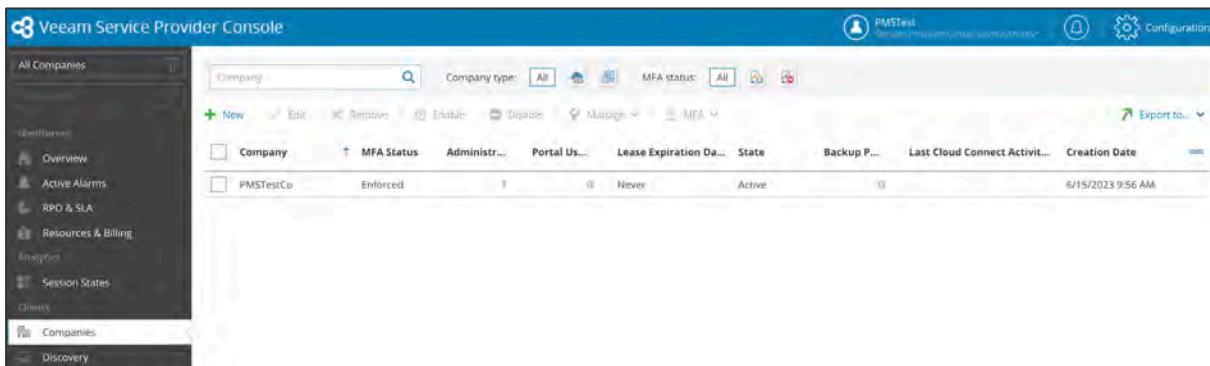 Veeam Service Provider Console
PMSTest
Configuration
All Companies
Company
Company type: All
MFA status: All
New Edit Remove Enable Disable Manage MFA
Export to...
Overview
Active Alarms
RPO & SLA
Resources & Billing
Analytics
Session States
Clients
Companies
Discovery
Company MFA Status Administr... Portal Us... Lease Expiration Da... State Backup P... Last Cloud Connect Activit... Creation Date
PMSTestCo Enforced 1 0 Never Active 0 6/15/2023 9:56 AM